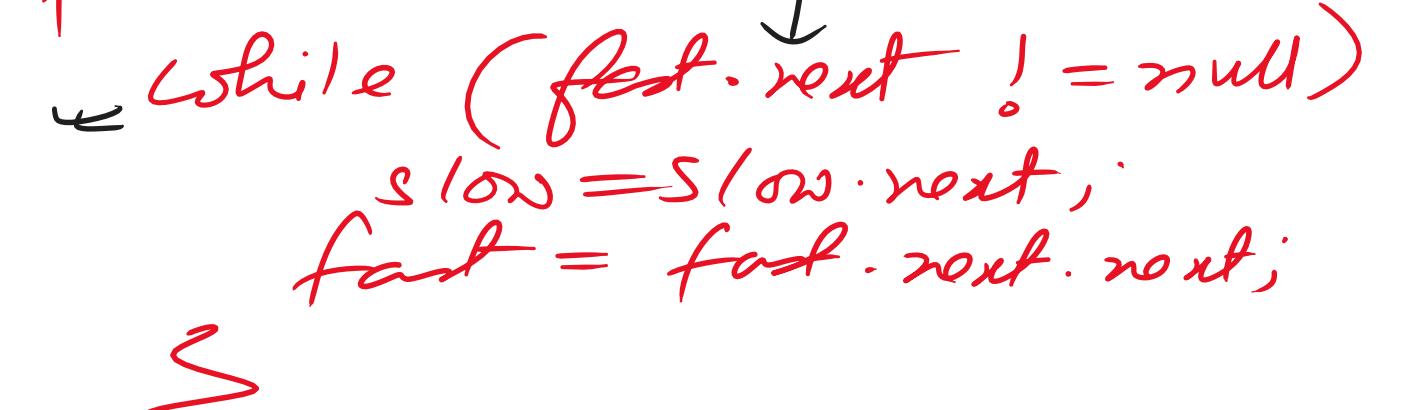 while (fast.next != null)
slow = slow.next;
fast = fast.next.next;
}